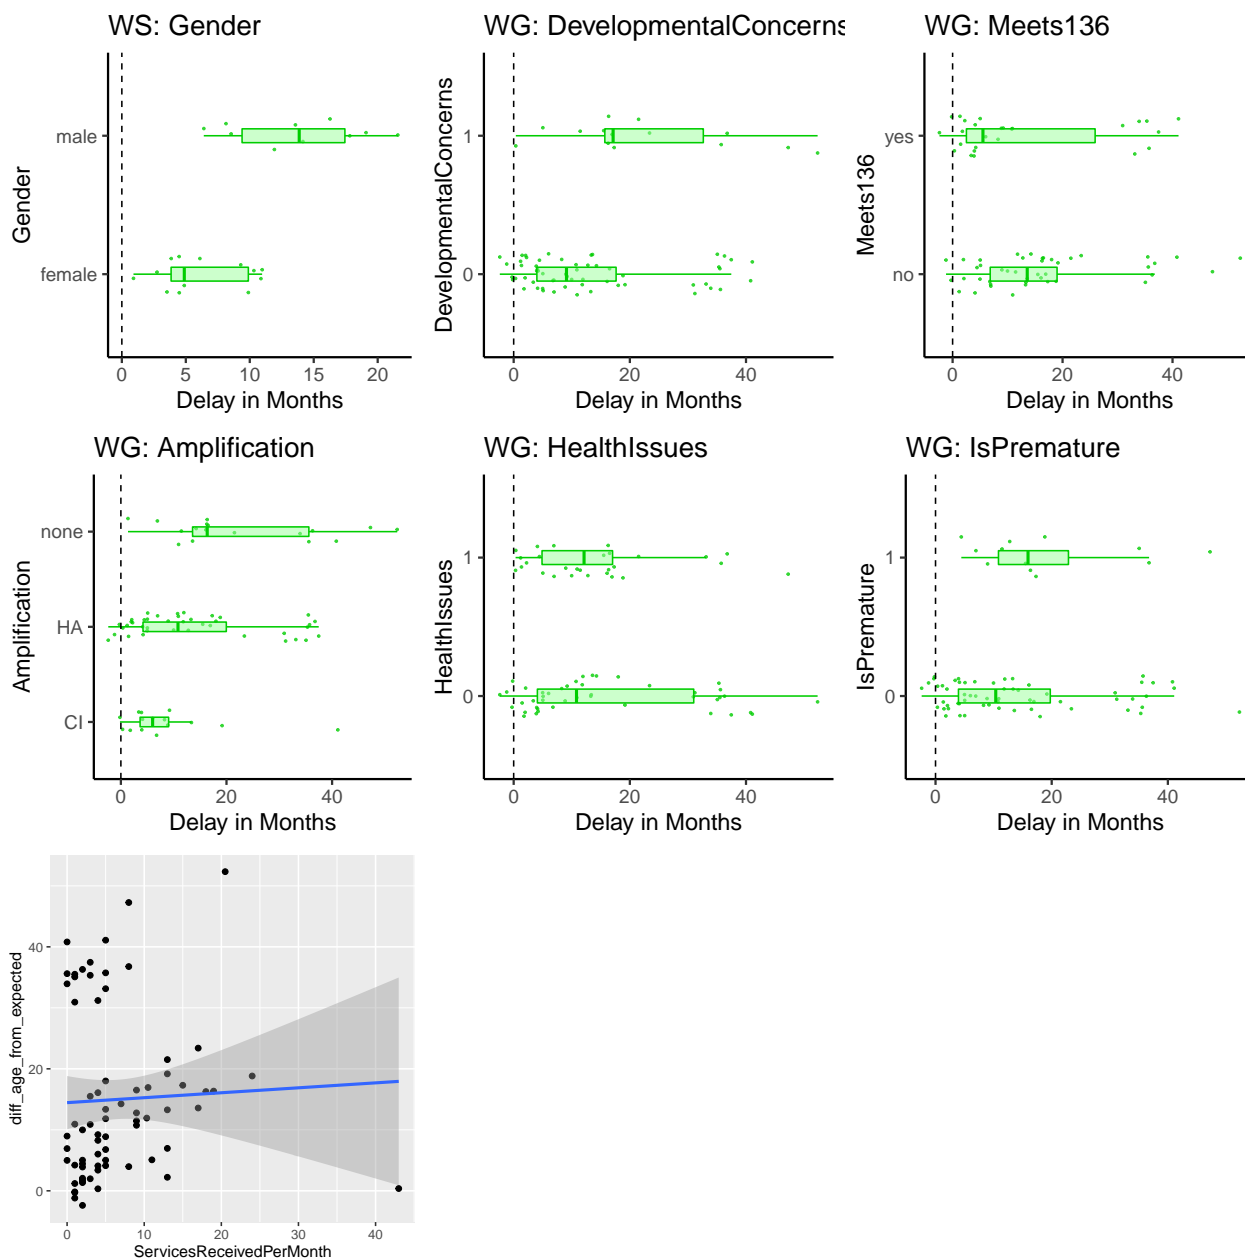 WS: Gender
male
female
Gender
0 5 10 15 20
Delay in Months
WG: DevelopmentalConcerns
1
0
DevelopmentalConcerns
0 20 40
Delay in Months
WG: Meets136
yes
no
Meets136
0 20 40
Delay in Months
WG: Amplification
none
HA
CI
Amplification
0 20 40
Delay in Months
WG: HealthIssues
1
0
HealthIssues
0 20 40
Delay in Months
WG: IsPremature
1
0
IsPremature
0 20 40
Delay in Months
40
20
0
diff_age_from_expected
0 10 20 30 40
ServicesReceivedPerMonth